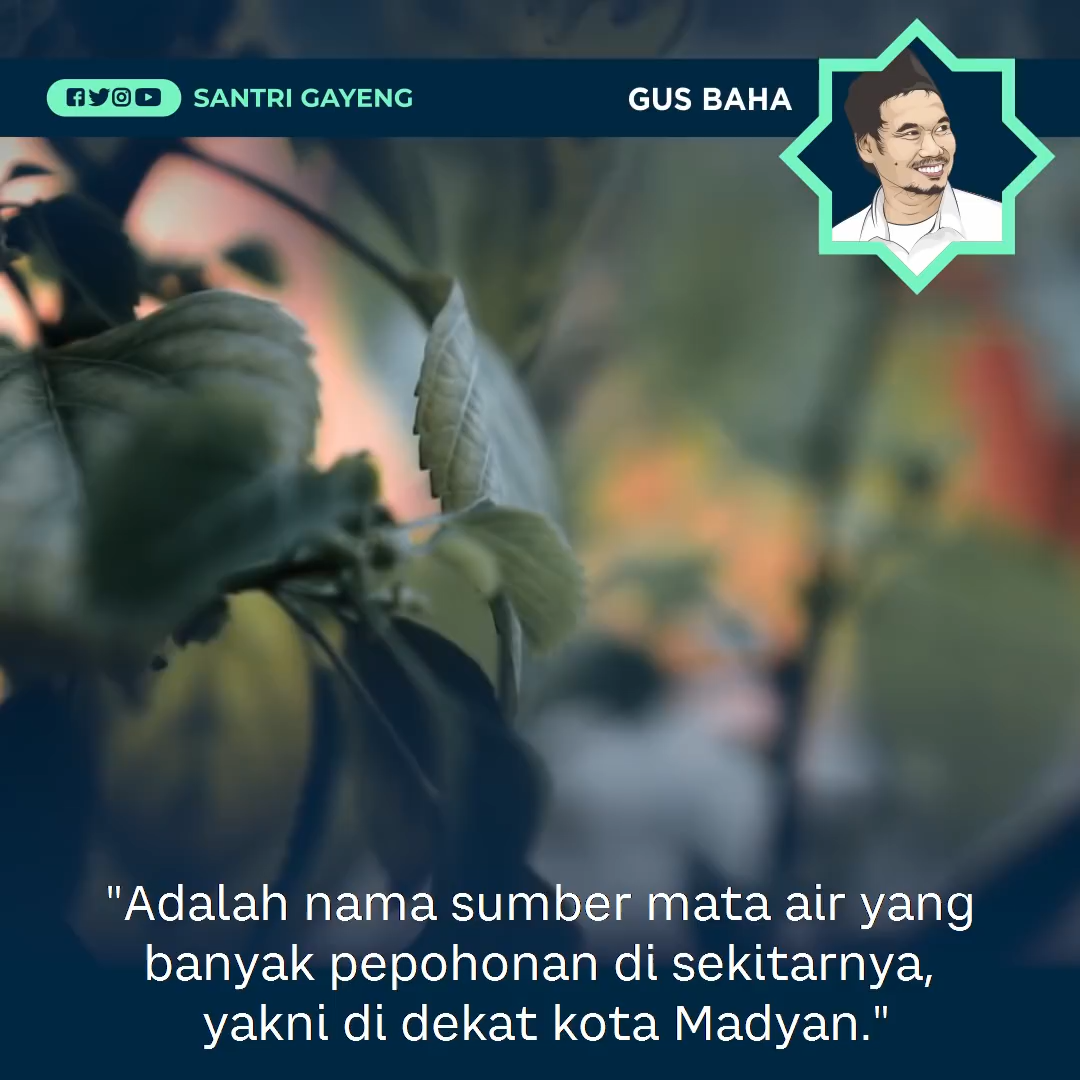 SANTRI GAYENG
GUS BAHA
"Adalah nama sumber mata air yang
banyak pepohonan di sekitarnya,
yakni di dekat kota Madyan."